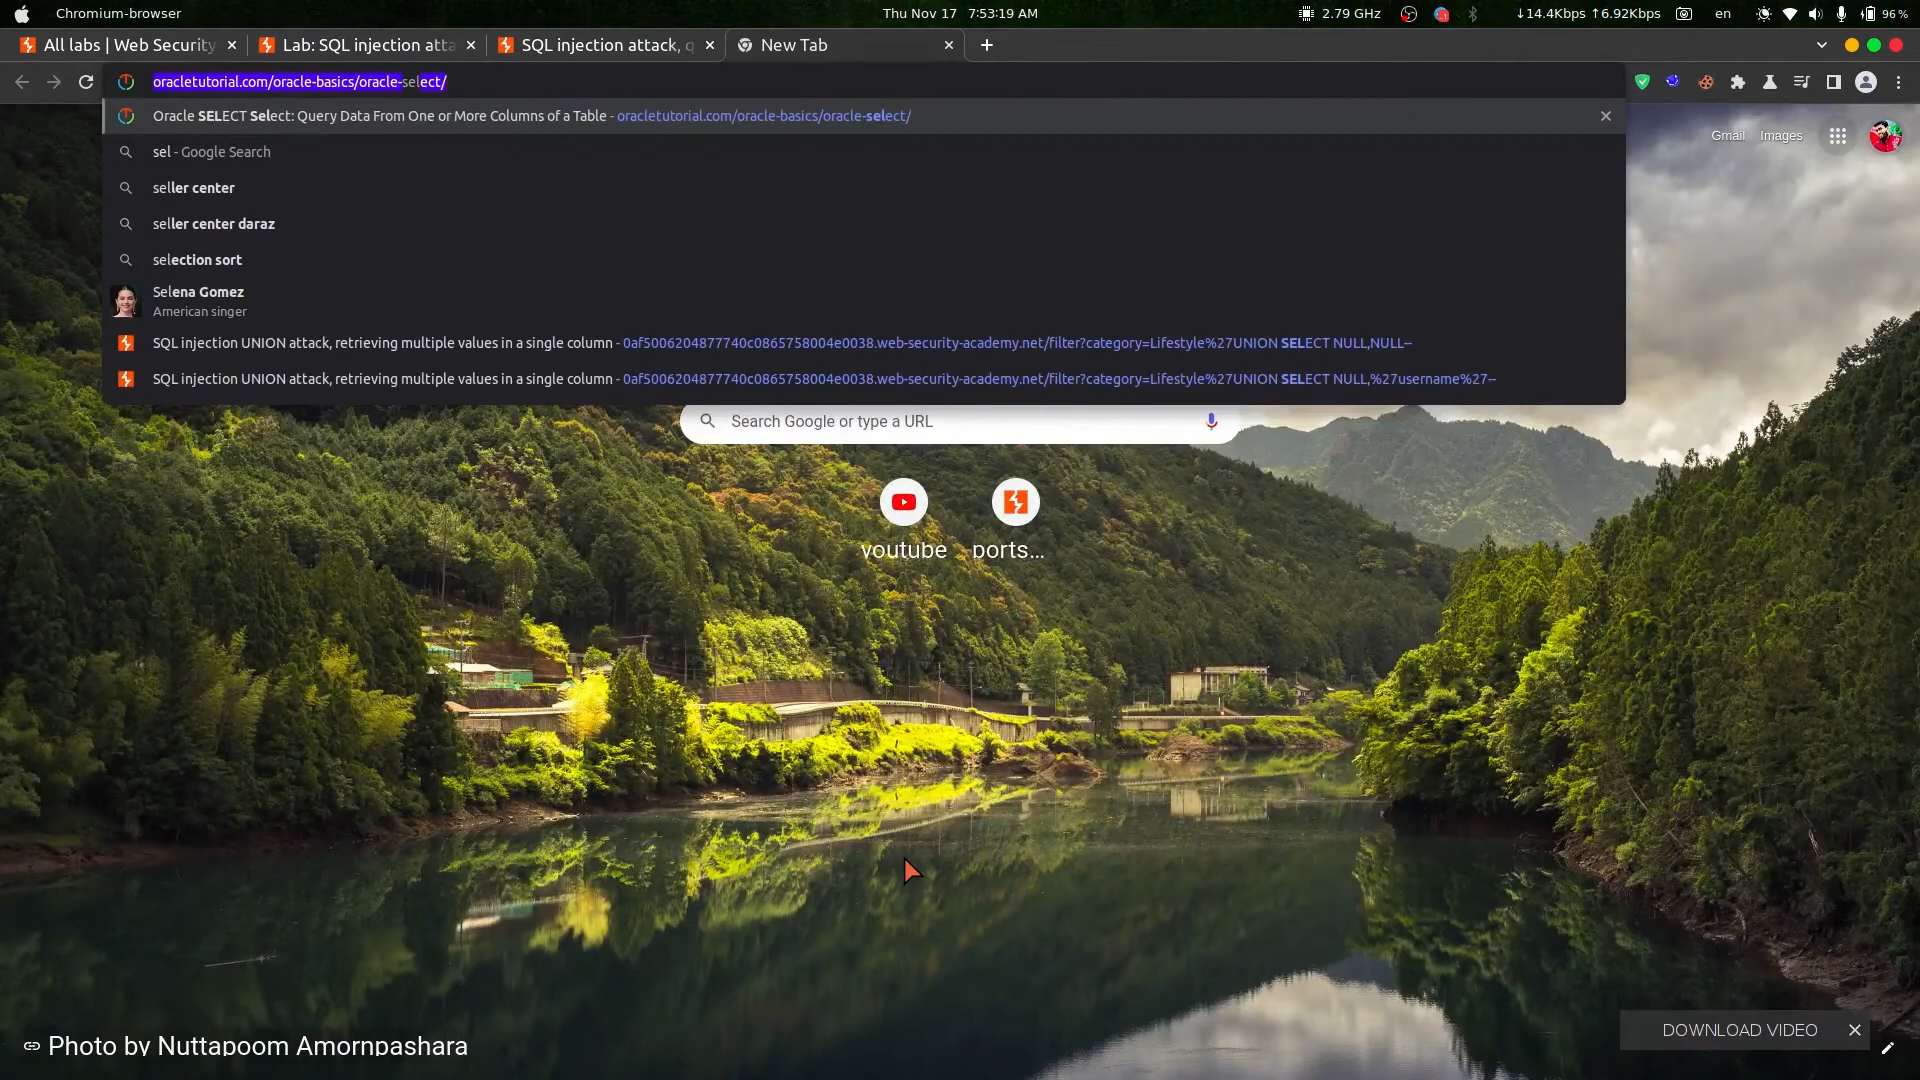 Chromium-browser
Thu Nov 17 7:53:19 AM
2.79 GHz
↓14.4Kbps ↑6.92Kbps
en
96 %
All labs | Web Security
Lab: SQL injection atta
SQL injection attack, q
New Tab
oracletutorial.com/oracle-basics/oracle-select/
Oracle SELECT Select: Query Data From One or More Columns of a Table - oracletutorial.com/oracle-basics/oracle-select/
sel - Google Search
seller center
seller center daraz
selection sort
Selena Gomez
American singer
SQL injection UNION attack, retrieving multiple values in a single column - 0af5006204877740c0865758004e0038.web-security-academy.net/filter?category=Lifestyle%27UNION SELECT NULL,NULL--
SQL injection UNION attack, retrieving multiple values in a single column - 0af5006204877740c0865758004e0038.web-security-academy.net/filter?category=Lifestyle%27UNION SELECT NULL,%27username%27--
Gmail
Images
Search Google or type a URL
youtube
ports...
DOWNLOAD VIDEO
Photo by Nuttapoom Amornpashara